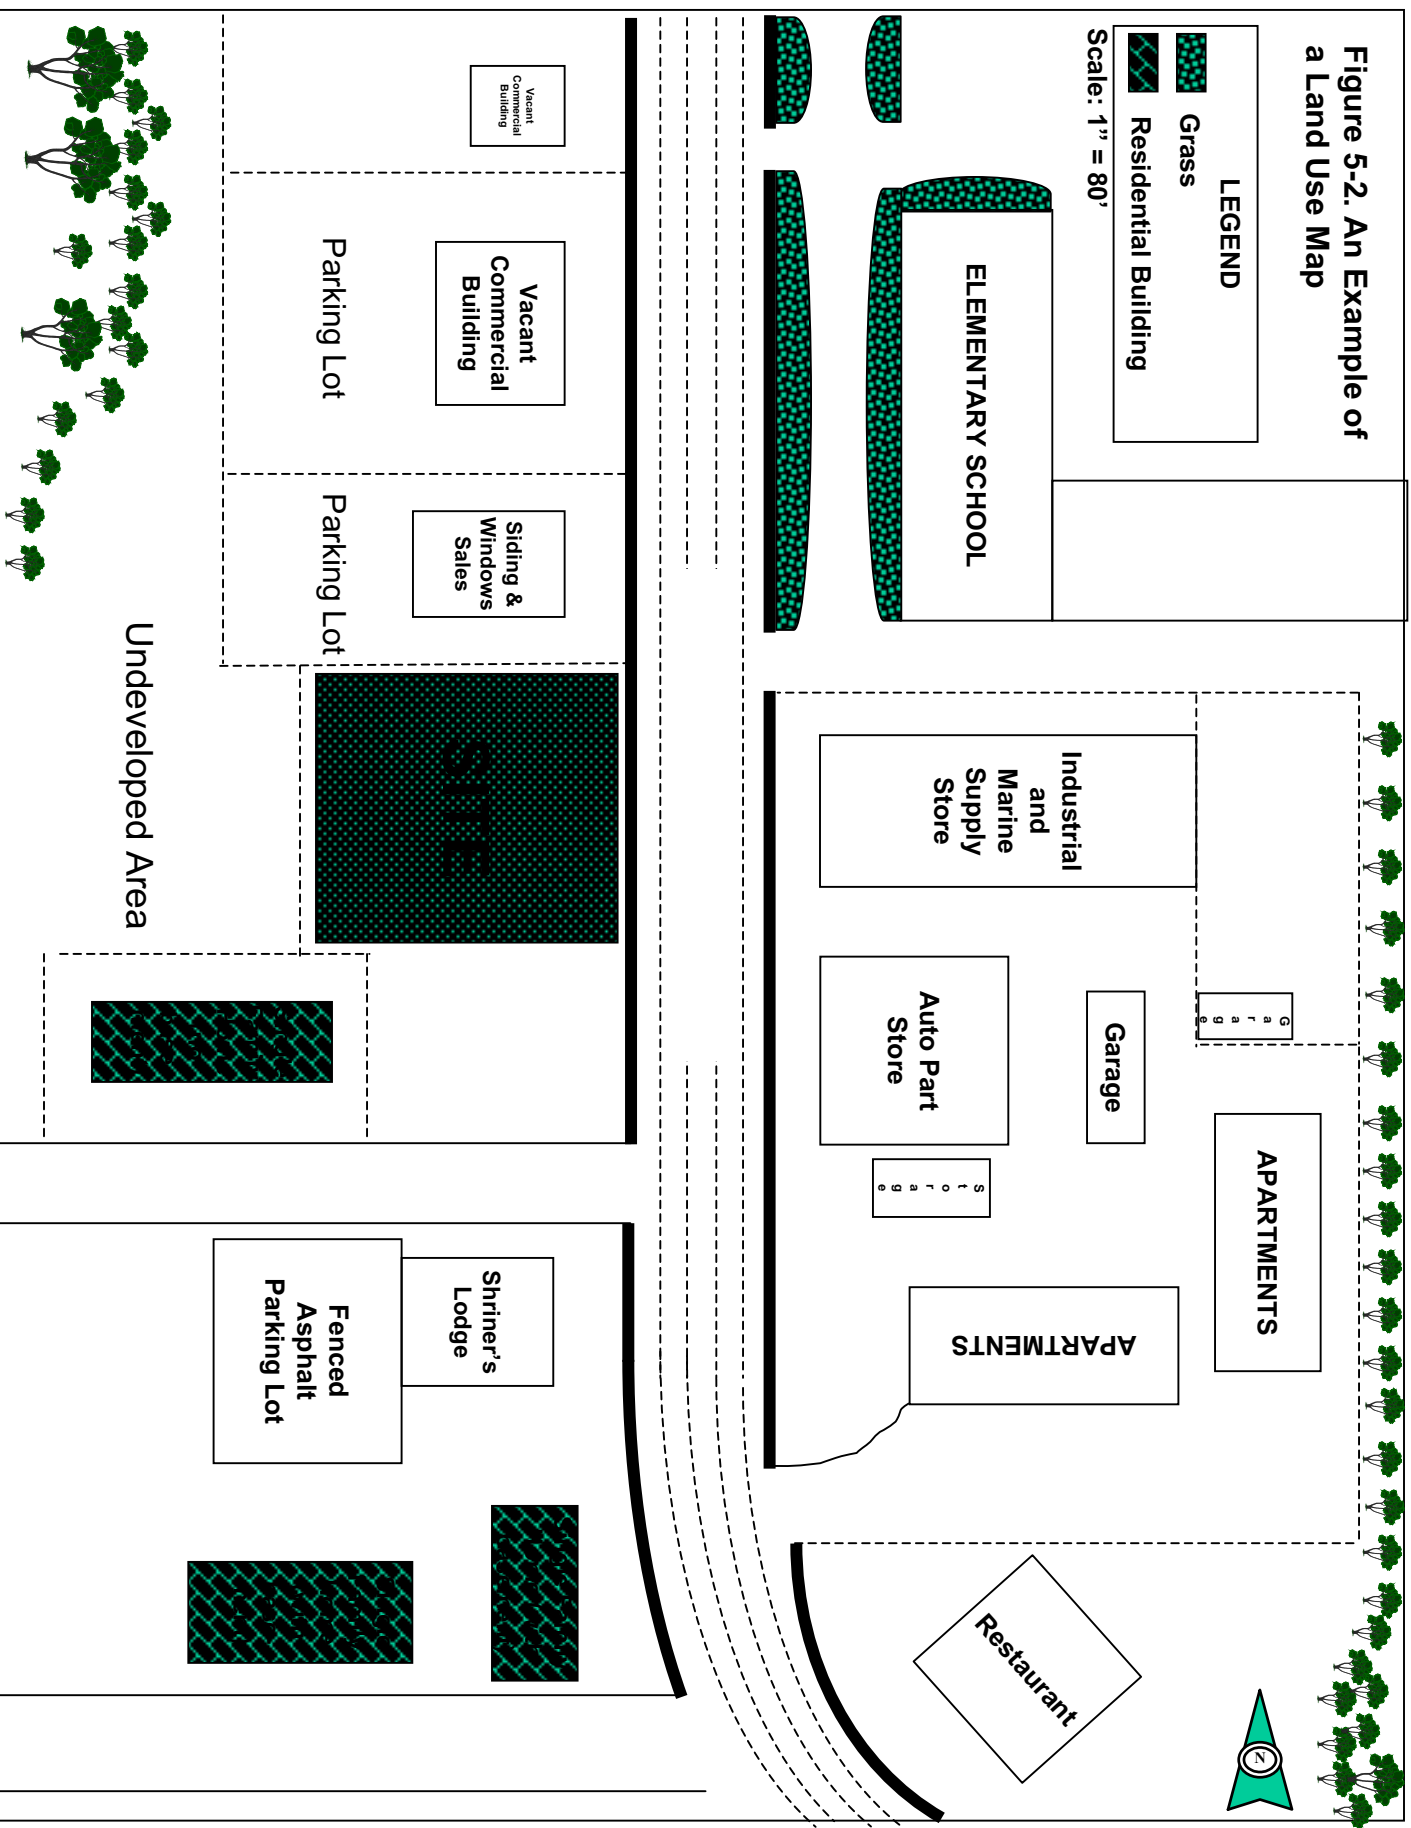 Figure 5-2. An Example of
a Land Use Map
LEGEND
Grass
Residential Building
Scale: 1” = 80’
ELEMENTARY SCHOOL
Industrial
and
Marine
Supply
Store
Garage
Garage
Auto Part
Store
Storage
APARTMENTS
APARTMENTS
Restaurant
N
Vacant
Commercial
Building
Vacant
Commercial
Building
Parking Lot
Siding &
Windows
Sales
Parking Lot
SITE
Undeveloped Area
Shriner’s
Lodge
Fenced
Asphalt
Parking Lot